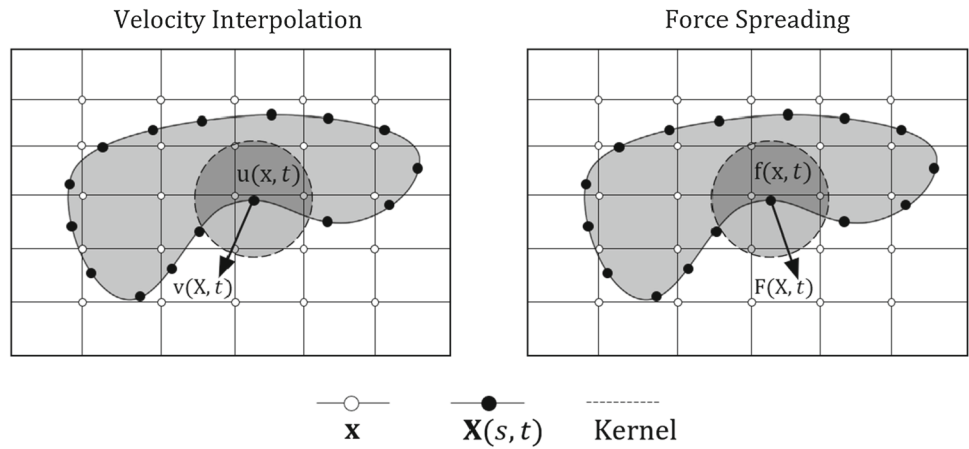 Velocity Interpolation
Force Spreading
u(x, t)
v(X, t)
f(x, t)
F(X, t)
x
X(s, t)
Kernel